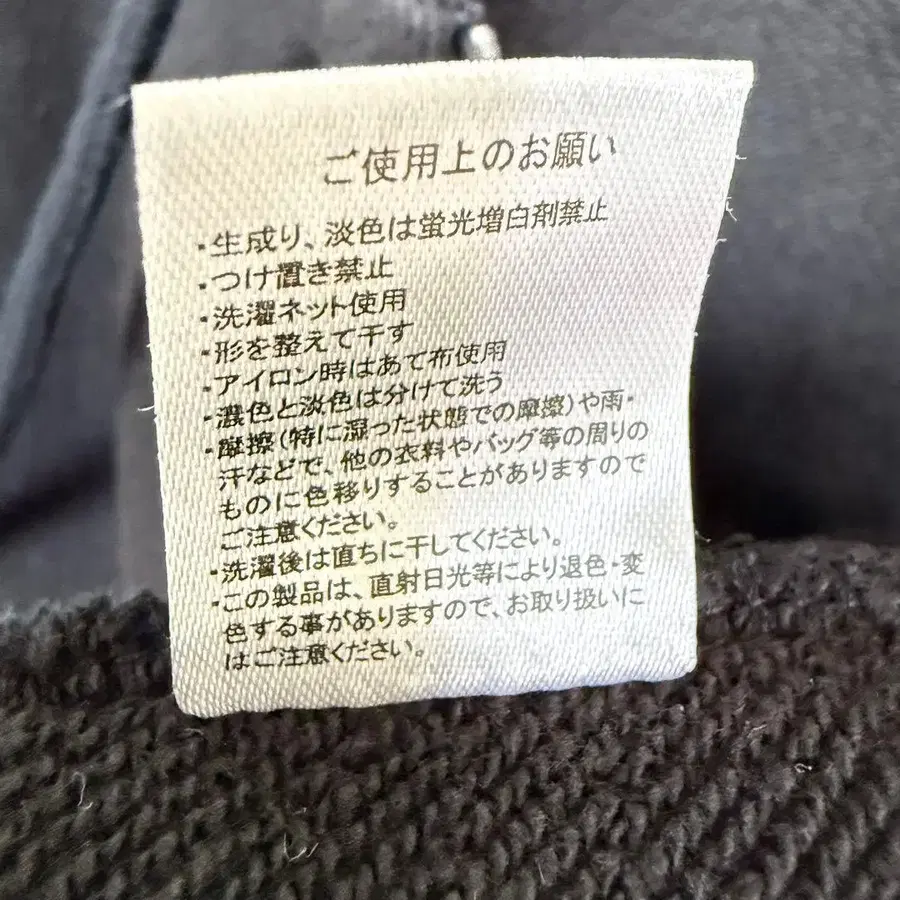 ご使用上のお願い
・生成り、淡色は蛍光増白剤禁止
・つけ置き禁止
・洗濯ネット使用
・形を整えて干す
・アイロン時はあて布使用
・濃色と淡色は分けて洗う
・摩擦(特に湿った状態での摩擦)や雨・
汗などで、他の衣料やバッグ等の周りの
ものに色移りすることがありますので
ご注意ください。
・洗濯後は直ちに干してください。
・この製品は、直射日光等により退色・変
色する事がありますので、お取り扱いに
はご注意ください。